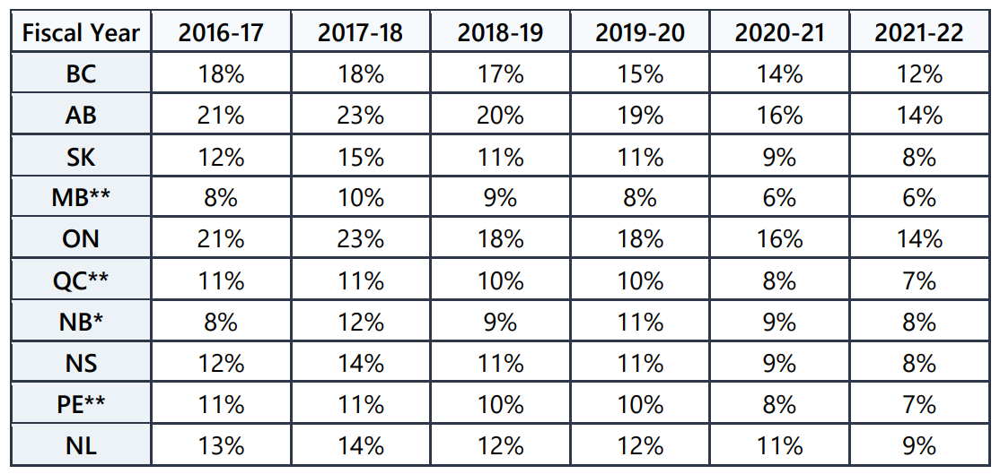 Fiscal Year 2016-17 2017-18 2018-19 2019-20 2020-21 2021-22
BC 18% 18% 17% 15% 14% 12%
AB 21% 23% 20% 19% 16% 14%
SK 12% 15% 11% 11% 9% 8%
MB** 8% 10% 9% 8% 6% 6%
ON 21% 23% 18% 18% 16% 14%
QC** 11% 11% 10% 10% 8% 7%
NB* 8% 12% 9% 11% 9% 8%
NS 12% 14% 11% 11% 9% 8%
PE** 11% 11% 10% 10% 8% 7%
NL 13% 14% 12% 12% 11% 9%